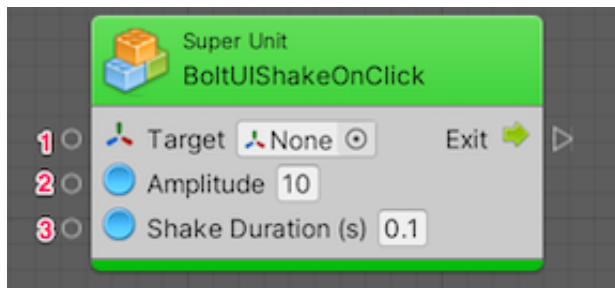 Super Unit
BoltUIShakeOnClick
1 Target None Exit
2 Amplitude 10
3 Shake Duration (s) 0.1